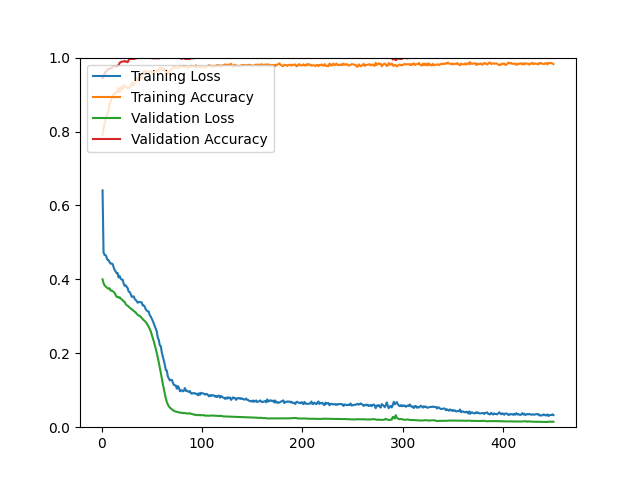 1.0
0.8
0.6
0.4
0.2
0.0
Training Loss
Training Accuracy
Validation Loss
Validation Accuracy
0 100 200 300 400